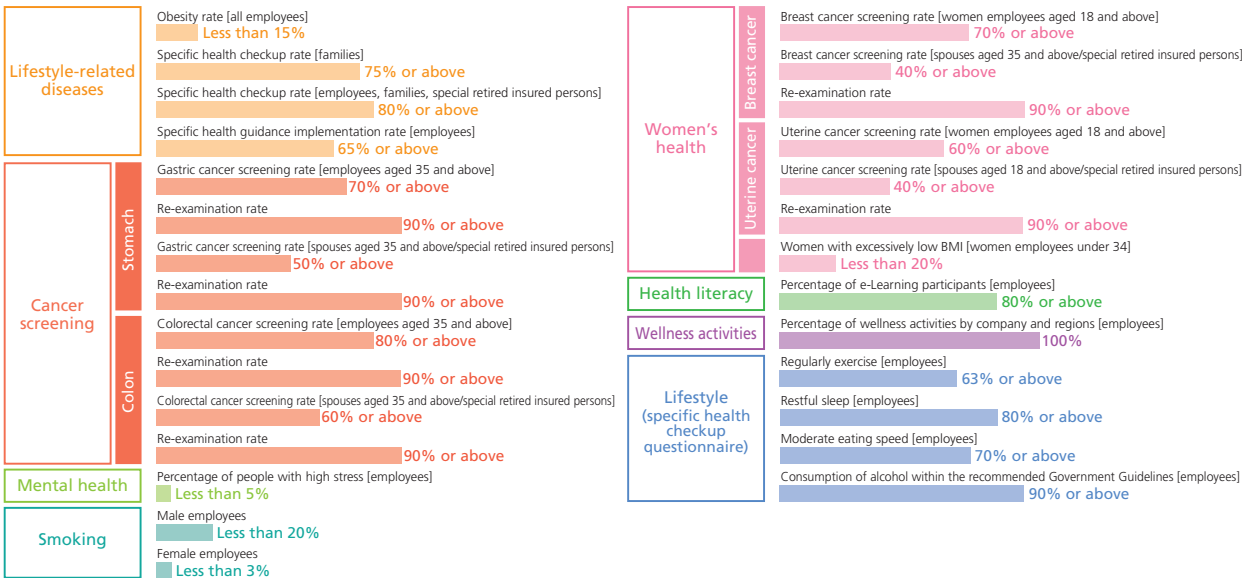 Lifestyle-related
diseases
Obesity rate [all employees]
Less than 15%
Specific health checkup rate [families]
75% or above
Specific health checkup rate [employees, families, special retired insured persons]
80% or above
Specific health guidance implementation rate [employees]
65% or above
Cancer
screening
Stomach
Gastric cancer screening rate [employees aged 35 and above]
70% or above
Re-examination rate
90% or above
Gastric cancer screening rate [spouses aged 35 and above/special retired insured persons]
50% or above
Re-examination rate
90% or above
Colon
Colorectal cancer screening rate [employees aged 35 and above]
80% or above
Re-examination rate
90% or above
Colorectal cancer screening rate [spouses aged 35 and above/special retired insured persons]
60% or above
Re-examination rate
90% or above
Mental health
Percentage of people with high stress [employees]
Less than 5%
Smoking
Male employees
Less than 20%
Female employees
Less than 3%
Women's
health
Breast cancer
Breast cancer screening rate [women employees aged 18 and above]
70% or above
Breast cancer screening rate [spouses aged 35 and above/special retired insured persons]
40% or above
Re-examination rate
90% or above
Uterine cancer
Uterine cancer screening rate [women employees aged 18 and above]
60% or above
Uterine cancer screening rate [spouses aged 18 and above/special retired insured persons]
40% or above
Re-examination rate
90% or above
Women with excessively low BMI [women employees under 34]
Less than 20%
Health literacy
Percentage of e-Learning participants [employees]
80% or above
Wellness activities
Percentage of wellness activities by company and regions [employees]
100%
Lifestyle
(specific health
checkup
questionnaire)
Regularly exercise [employees]
63% or above
Restful sleep [employees]
80% or above
Moderate eating speed [employees]
70% or above
Consumption of alcohol within the recommended Government Guidelines [employees]
90% or above